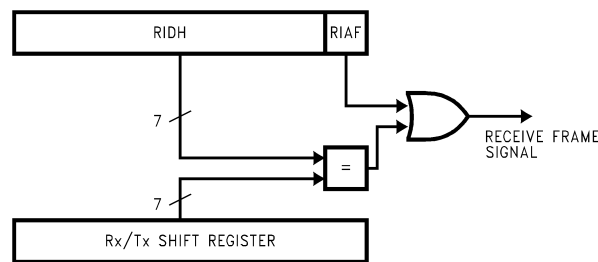 RIDH RIAF
7
RECEIVE FRAME
SIGNAL
=
7
Rx/Tx SHIFT REGISTER